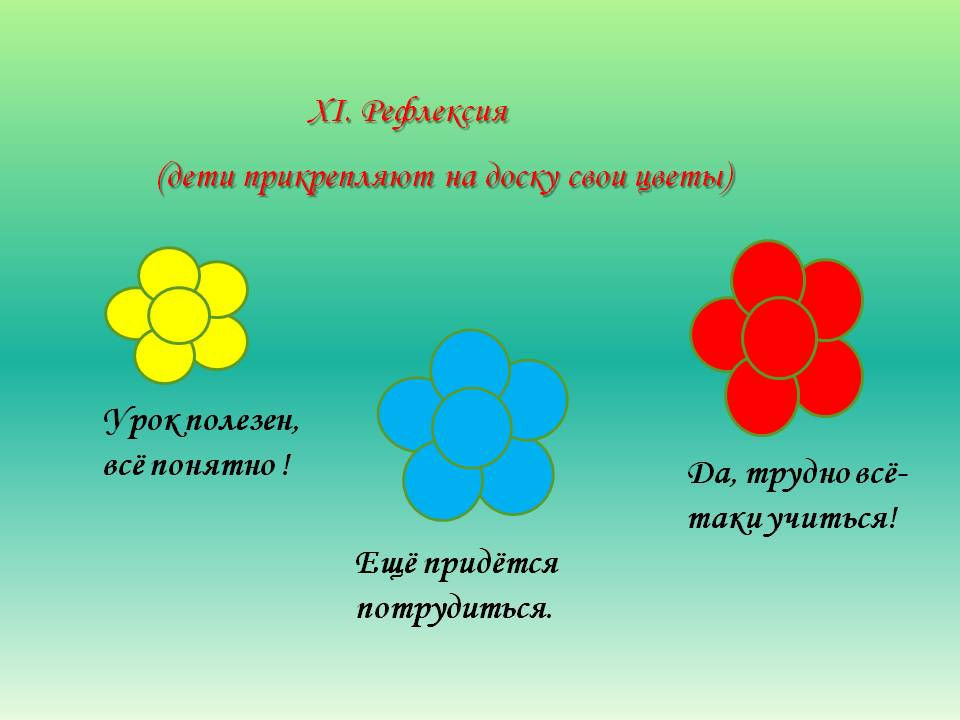 XI. Рефлексия
(дети прикрепляют на доску свои цветы)
Урок полезен,
всё понятно !
Ещё придётся
потрудиться.
Да, трудно всё-
таки учиться!